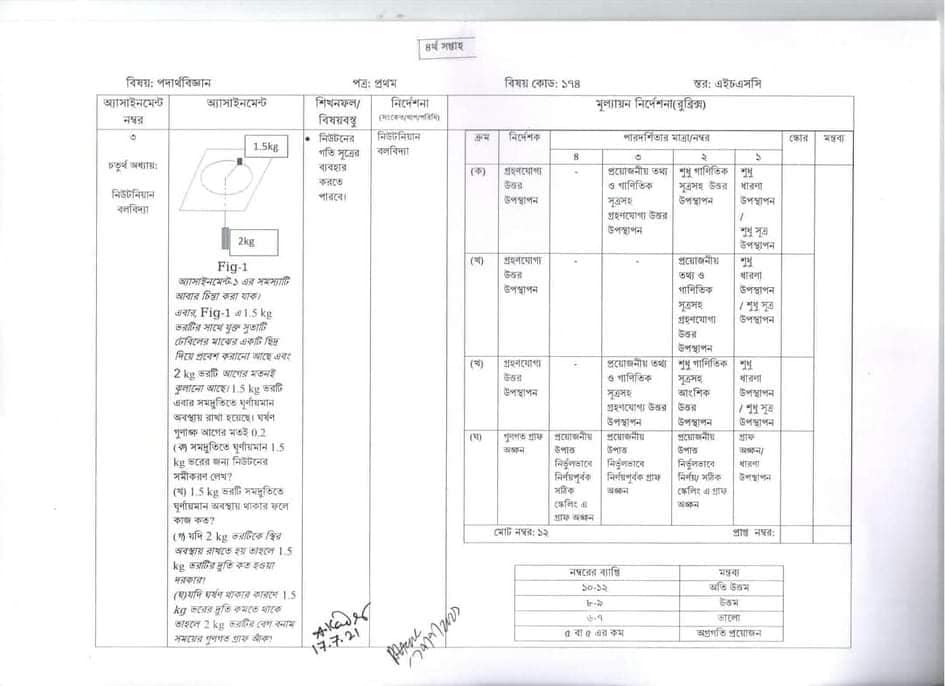 ৪র্থ সপ্তাহ
বিষয়: পদার্থবিজ্ঞান পত্র: প্রথম বিষয় কোড: ১৭৪ স্তর: এইচএসসি
অ্যাসাইনমেন্ট
নম্বর
অ্যাসাইনমেন্ট
শিখনফল/
বিষয়বস্তু
নির্দেশনা
(সংকেত/ধাপ/পরিধি)
মূল্যায়ন নির্দেশনা(রুব্রিক্স)
৩
চতুর্থ অধ্যায়:
নিউটনিয়ান
বলবিদ্যা
1.5kg
2kg
Fig-1
অ্যাসাইনমেন্ট-১ এর সমস্যাটি
আবার চিন্তা করা যাক।
এবার, Fig-1 এ 1.5 kg
ভরটির সাথে যুক্ত সুতাটি
টেবিলের মাঝের একটি ছিদ্র
দিয়ে প্রবেশ করানো আছে এবং
2 kg ভরটি আগের মতনই
ঝুলানো আছে। 1.5 kg ভরটি
এবার সমদ্রুতিতে ঘূর্ণায়মান
অবস্থায় রাখা হয়েছে। ঘর্ষণ
গুণাঙ্ক আগের মতই 0.2
(ক) সমদ্রুতিতে ঘূর্ণায়মান 1.5
kg ভরের জন্য নিউটনের
সমীকরণ লেখ?
(খ) 1.5 kg ভরটি সমদ্রুতিতে
ঘূর্ণায়মান অবস্থায় থাকার ফলে
কাজ কত?
(গ) যদি 2 kg ভরটিকে স্থির
অবস্থায় রাখতে হয় তাহলে 1.5
kg ভরটির দ্রুতি কত হওয়া
দরকার।
(ঘ)যদি ঘর্ষণ থাকার কারণে 1.5
kg ভরের দ্রুতি কমতে থাকে
তাহলে 2 kg ভরটির বেগ বনাম
সময়ের গুণগত গ্রাফ আঁক।
• নিউটনের
গতি সূত্রের
ব্যবহার
করতে
পারবে।
নিউটনিয়ান
বলবিদ্যা
ক্রম নির্দেশক পারদর্শিতার মাত্রা/নম্বর স্কোর মন্তব্য
৪ ৩ ২ ১
(ক)
গ্রহণযোগ্য
উত্তর
উপস্থাপন
-
প্রয়োজনীয় তথ্য
ও গাণিতিক
সূত্রসহ
গ্রহণযোগ্য উত্তর
উপস্থাপন
শুধু গাণিতিক
সূত্রসহ উত্তর
উপস্থাপন
শুধু
ধারণা
উপস্থাপন
/
শুধু সূত্র
উপস্থাপন
(খ)
গ্রহণযোগ্য
উত্তর
উপস্থাপন
-
-
প্রয়োজনীয়
তথ্য ও
গাণিতিক
সূত্রসহ
গ্রহণযোগ্য
উত্তর
উপস্থাপন
শুধু
ধারণা
উপস্থাপন
/ শুধু সূত্র
উপস্থাপন
(খ)
গ্রহণযোগ্য
উত্তর
উপস্থাপন
-
প্রয়োজনীয় তথ্য
ও গাণিতিক
সূত্রসহ
গ্রহণযোগ্য উত্তর
উপস্থাপন
শুধু গাণিতিক
সূত্রসহ
আংশিক
উত্তর
উপস্থাপন
শুধু
ধারণা
উপস্থাপন
/ শুধু সূত্র
উপস্থাপন
(ঘ)
গুণগত গ্রাফ
অঙ্কন
প্রয়োজনীয়
উপাত্ত
নির্ভুলভাবে
নির্ণয়পূর্বক
সঠিক
স্কেলিং এ
গ্রাফ অঙ্কন
প্রয়োজনীয়
উপাত্ত
নির্ভুলভাবে
নির্ণয়পূর্বক গ্রাফ
অঙ্কন
প্রয়োজনীয়
উপাত্ত
নির্ভুলভাবে
নির্ণয়/ সঠিক
স্কেলিং এ গ্রাফ
অঙ্কন
গ্রাফ
অঙ্কন/
ধারণা
উপস্থাপন
মোট নম্বর: ১২ প্রাপ্ত নম্বর:
নম্বরের ব্যাপ্তি মন্তব্য
১০-১২ অতি উত্তম
৮-৯ উত্তম
৬-৭ ভালো
৫ বা ৫ এর কম অগ্রগতি প্রয়োজন
A.Kader
17.7.21